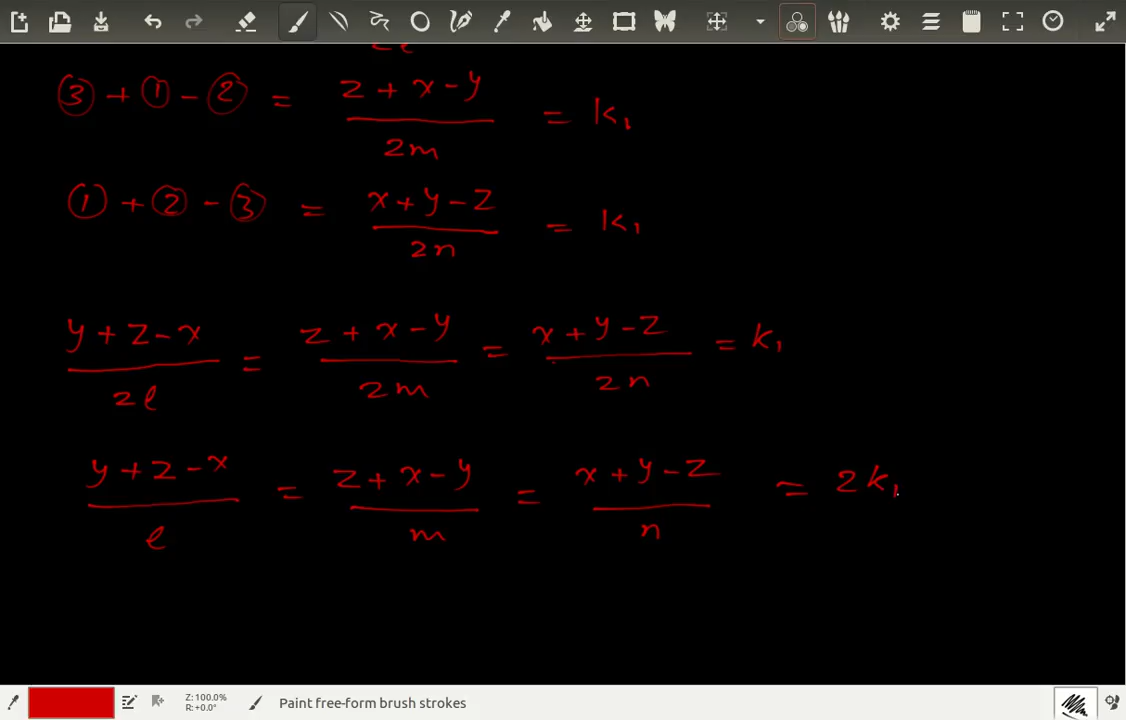 2l
③ + ① - ② = z + x - y / 2m = k₁
① + ② - ③ = x + y - z / 2n = k₁
y + z - x / 2l = z + x - y / 2m = x + y - z / 2n = k₁
y + z - x / l = z + x - y / m = x + y - z / n = 2k₁
Z: 100.0%
R: +0.0°
Paint free-form brush strokes